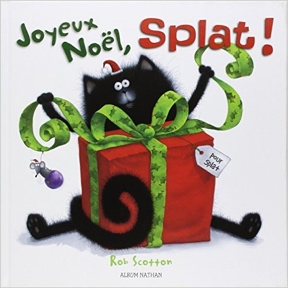 Joyeux
Noël, Splat !
pour
Splat
Rob Scotton
ALBUM NATHAN